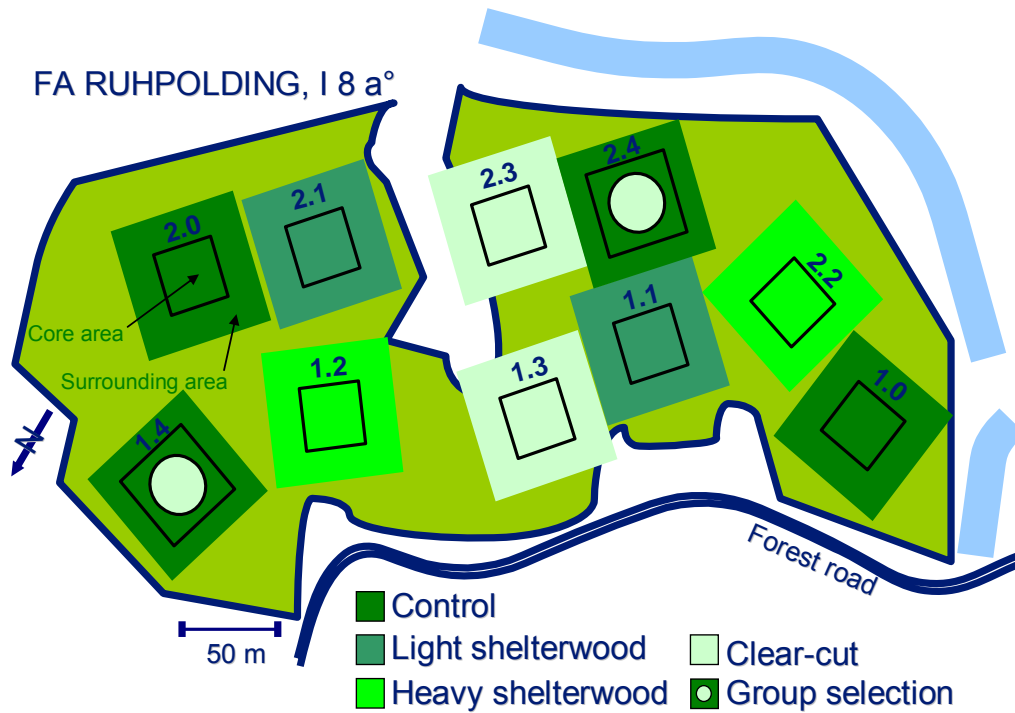 FA RUHPOLDING, I 8 a°
2.4
2.3
2.1
2.0
2.2
1.1
Core area
Surrounding area
1.2
1.3
1.0
1.4
N
Forest road
50 m
Control
Light shelterwood
Heavy shelterwood
Clear-cut
Group selection